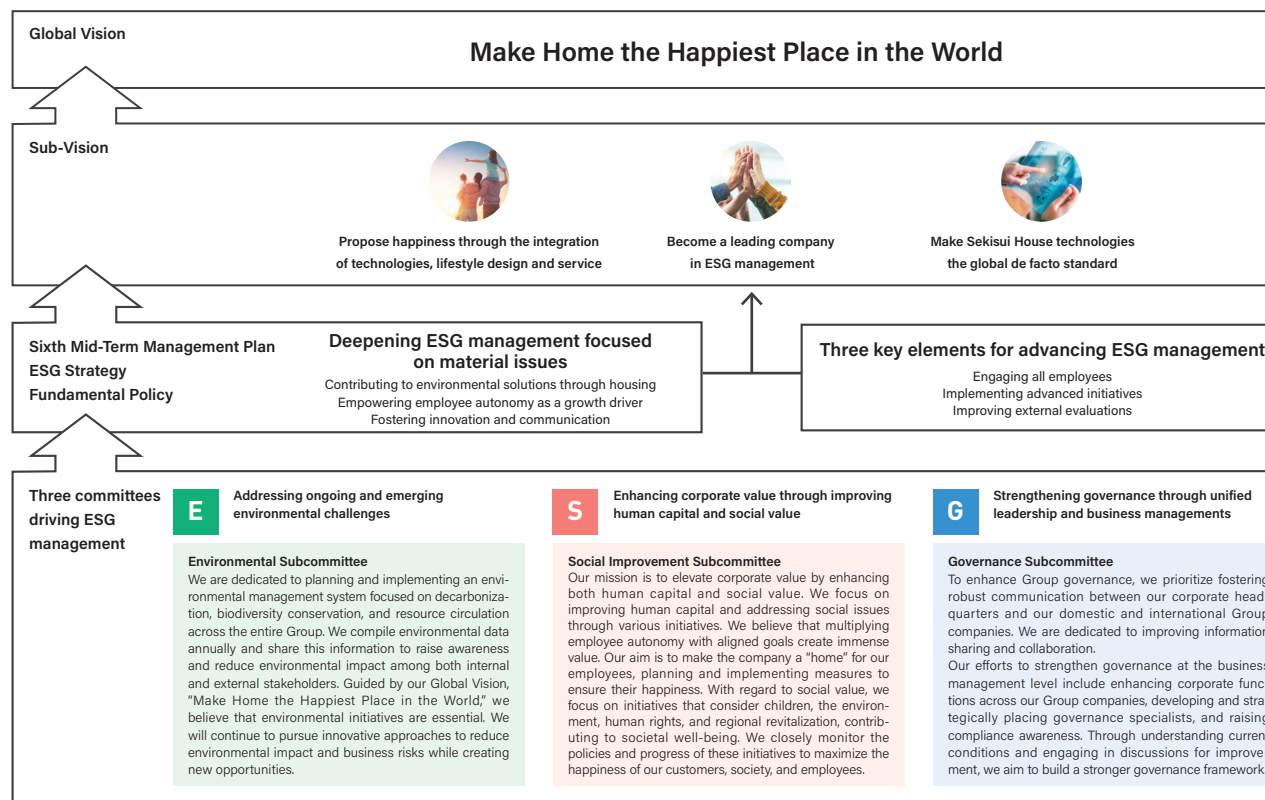 Global Vision
Make Home the Happiest Place in the World
Sub-Vision
Propose happiness through the integration
of technologies, lifestyle design and service
Become a leading company
in ESG management
Make Sekisui House technologies
the global de facto standard
Sixth Mid-Term Management Plan
ESG Strategy
Fundamental Policy
Deepening ESG management focused
on material issues
Contributing to environmental solutions through housing
Empowering employee autonomy as a growth driver
Fostering innovation and communication
Three key elements for advancing ESG management
Engaging all employees
Implementing advanced initiatives
Improving external evaluations
Three committees
driving ESG
management
E
Addressing ongoing and emerging
environmental challenges
Environmental Subcommittee
We are dedicated to planning and implementing an envi-
ronmental management system focused on decarboniza-
tion, biodiversity conservation, and resource circulation
across the entire Group. We compile environmental data
annually and share this information to raise awareness
and reduce environmental impact among both internal
and external stakeholders. Guided by our Global Vision,
“Make Home the Happiest Place in the World,” we
believe that environmental initiatives are essential. We
will continue to pursue innovative approaches to reduce
environmental impact and business risks while creating
new opportunities.
S
Enhancing corporate value through improving
human capital and social value
Social Improvement Subcommittee
Our mission is to elevate corporate value by enhancing
both human capital and social value. We focus on
improving human capital and addressing social issues
through various initiatives. We believe that multiplying
employee autonomy with aligned goals create immense
value. Our aim is to make the company a “home” for our
employees, planning and implementing measures to
ensure their happiness. With regard to social value, we
focus on initiatives that consider children, the environ-
ment, human rights, and regional revitalization, contrib-
uting to societal well-being. We closely monitor the
policies and progress of these initiatives to maximize the
happiness of our customers, society, and employees.
G
Strengthening governance through unified
leadership and business managements
Governance Subcommittee
To enhance Group governance, we prioritize fostering
robust communication between our corporate head-
quarters and our domestic and international Group
companies. We are dedicated to improving information
sharing and collaboration.
Our efforts to strengthen governance at the business
management level include enhancing corporate func-
tions across our Group companies, developing and stra-
tegically placing governance specialists, and raising
compliance awareness. Through understanding current
conditions and engaging in discussions for improve-
ment, we aim to build a stronger governance framework.